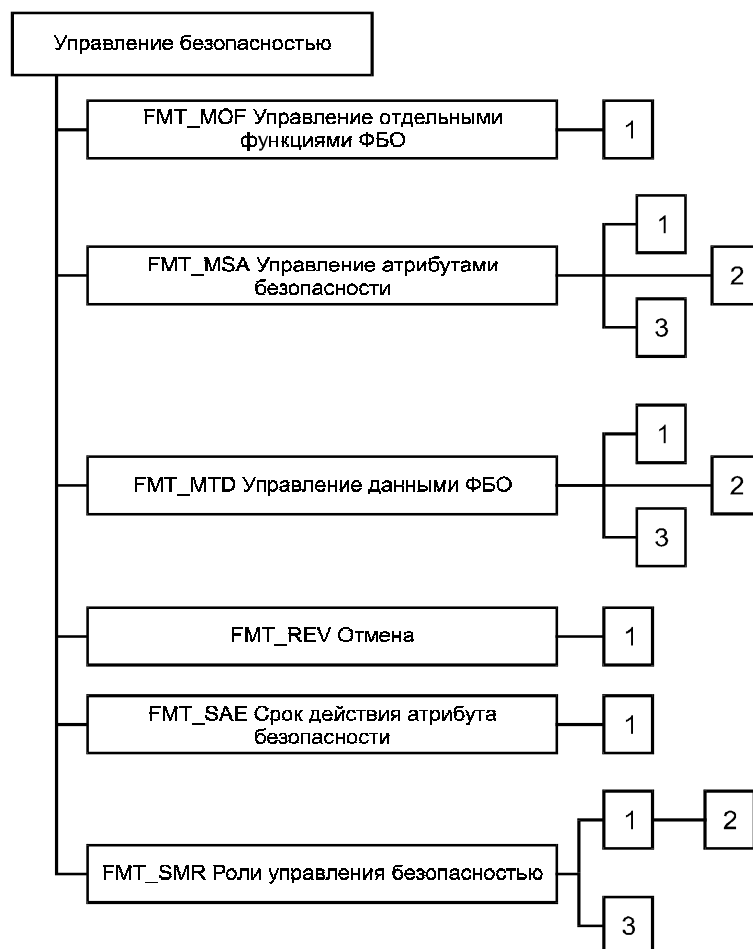 Управление безопасностью
FMT_MOF Управление отдельными
функциями ФБО
1
FMT_MSA Управление атрибутами
безопасности
1
2
3
FMT_MTD Управление данными ФБО
1
2
3
FMT_REV Отмена
1
FMT_SAE Срок действия атрибута
безопасности
1
FMT_SMR Роли управления безопасностью
1
2
3